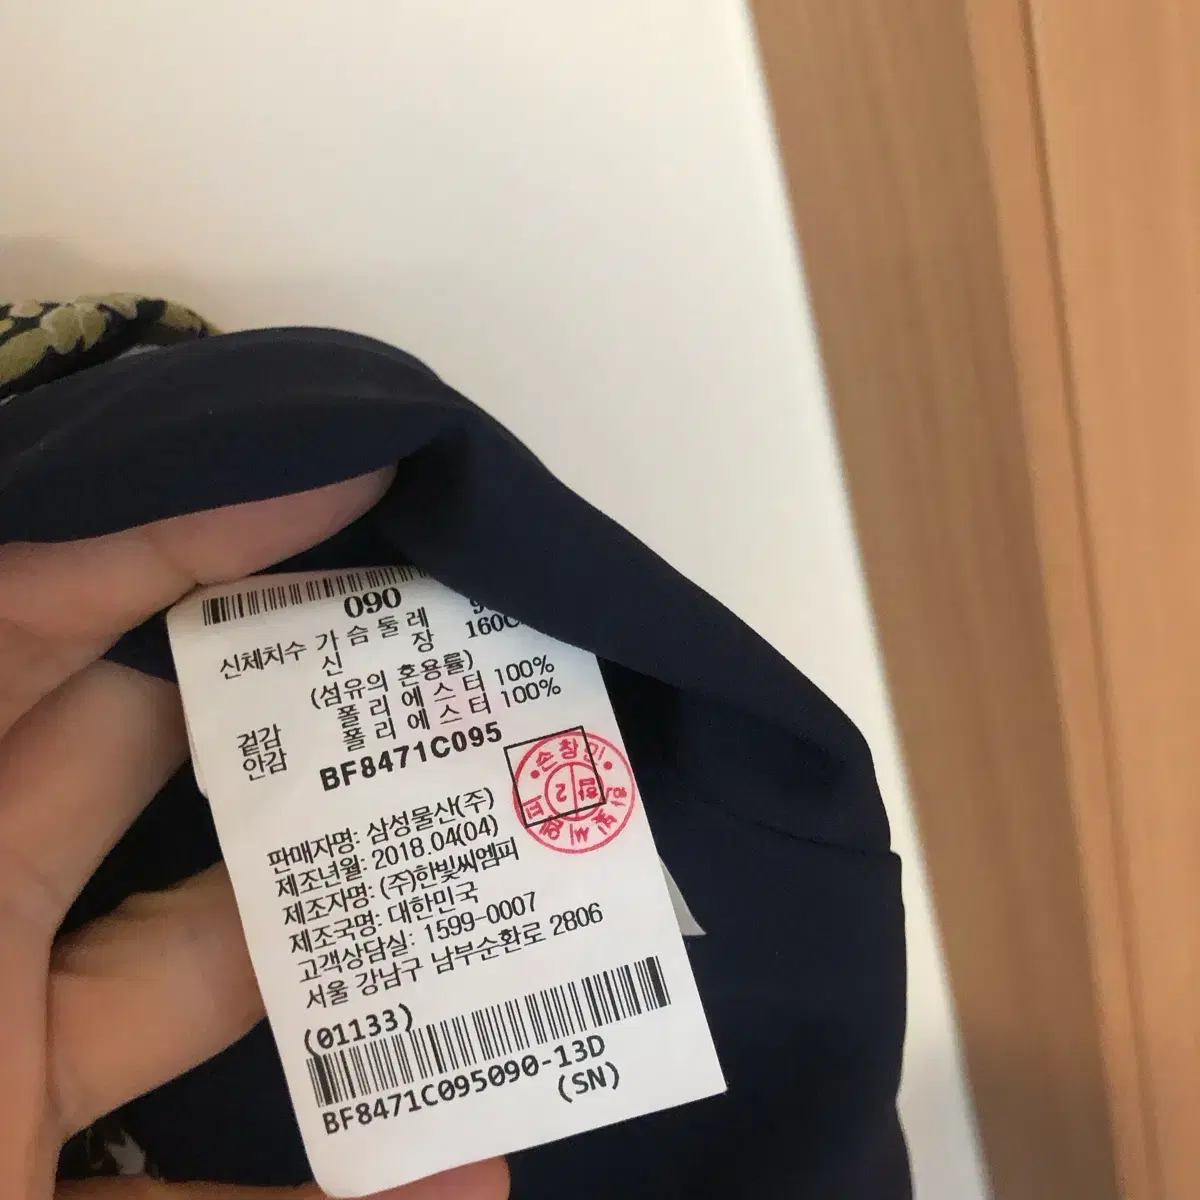 090
신체치수 가슴둘레
신 장 160C
(섬유의 혼용률)
겉감 폴리에스터 100%
안감 폴리에스터 100%
BF8471C095
손창
2
판매자명: 삼성물산(주)
제조년월: 2018.04(04)
제조자명: (주)한빛씨엠피
제조국명: 대한민국
고객상담실: 1599-0007
서울 강남구 남부순환로 2806
(01133)
BF8471C095090-13D
(SN)